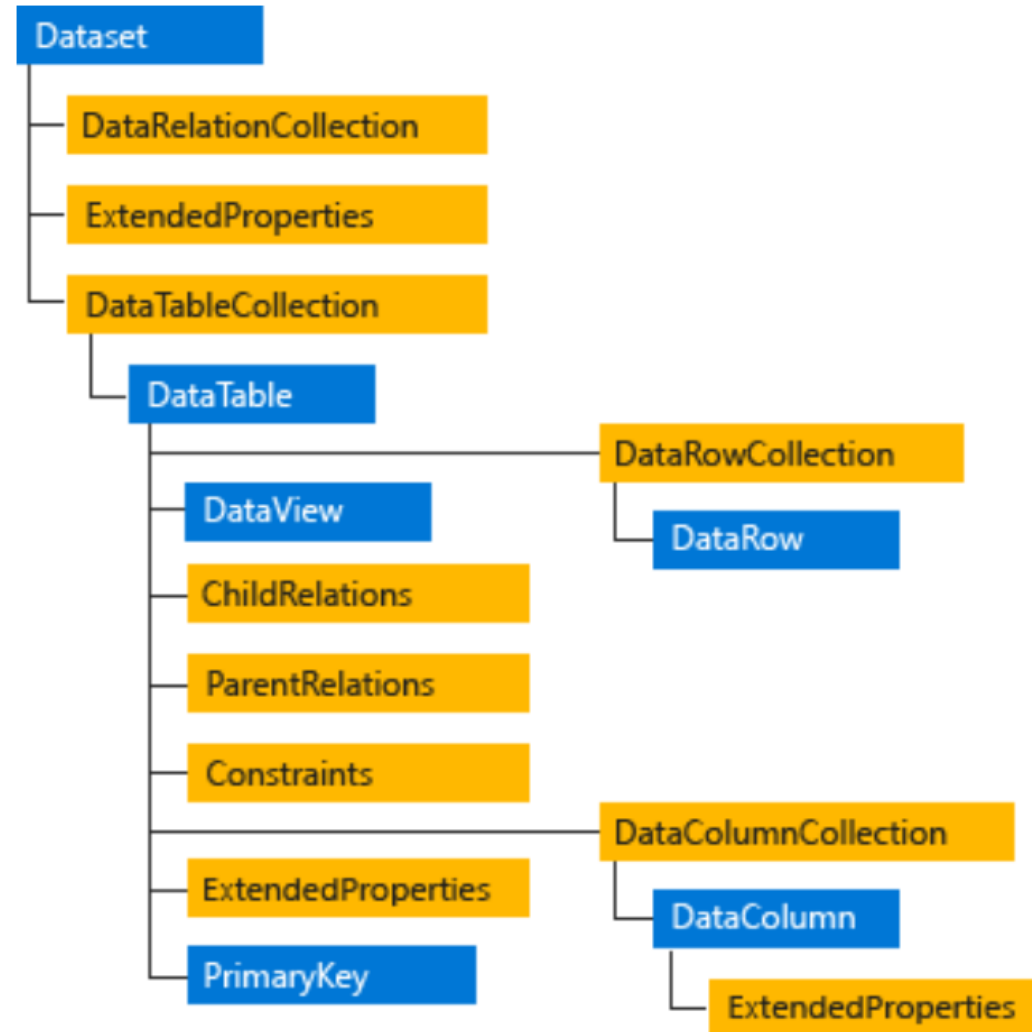 Dataset
DataRelationCollection
ExtendedProperties
DataTableCollection
DataTable
DataRowCollection
DataRow
DataView
ChildRelations
ParentRelations
Constraints
DataColumnCollection
DataColumn
ExtendedProperties
ExtendedProperties
PrimaryKey